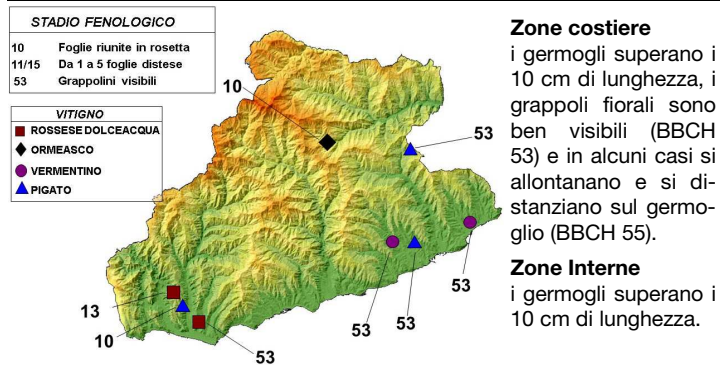 STADIO FENOLOGICO
10 Foglie riunite in rosetta
11/15 Da 1 a 5 foglie distese
53 Grappolini visibili
VITIGNO
ROSSESE DOLCEACQUA
ORMEASCO
VERMENTINO
PIGATO
10
53
53
53
53
13
10
53
Zone costiere
i germogli superano i
10 cm di lunghezza, i
grappoli fiorali sono
ben visibili (BBCH
53) e in alcuni casi si
allontanano e si di-
stanziano sul germo-
glio (BBCH 55).
Zone Interne
i germogli superano i
10 cm di lunghezza.